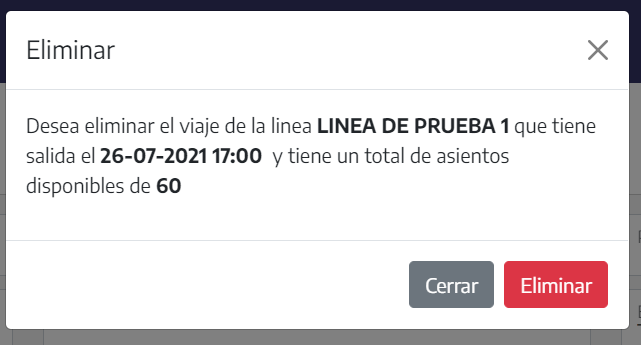 Eliminar
Desea eliminar el viaje de la linea LINEA DE PRUEBA 1 que tiene
salida el 26-07-2021 17:00 y tiene un total de asientos
disponibles de 60
Cerrar
Eliminar